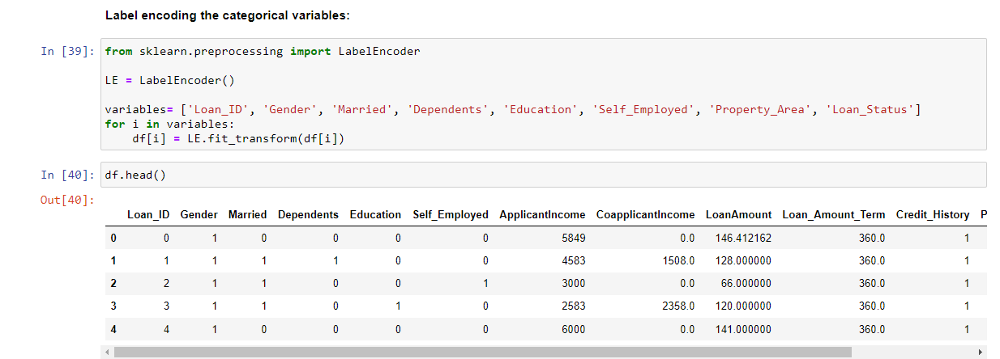 Label encoding the categorical variables:
In [39]: from sklearn.preprocessing import LabelEncoder
LE = LabelEncoder()
variables= ['Loan_ID', 'Gender', 'Married', 'Dependents', 'Education', 'Self_Employed', 'Property_Area', 'Loan_Status']
for i in variables:
    df[i] = LE.fit_transform(df[i])
In [40]: df.head()
Out[40]:
Loan_ID Gender Married Dependents Education Self_Employed ApplicantIncome CoapplicantIncome LoanAmount Loan_Amount_Term Credit_History P
0 0 1 0 0 0 0 5849 0.0 146.412162 360.0 1
1 1 1 1 1 0 0 4583 1508.0 128.000000 360.0 1
2 2 1 1 0 0 1 3000 0.0 66.000000 360.0 1
3 3 1 1 0 1 0 2583 2358.0 120.000000 360.0 1
4 4 1 0 0 0 0 6000 0.0 141.000000 360.0 1